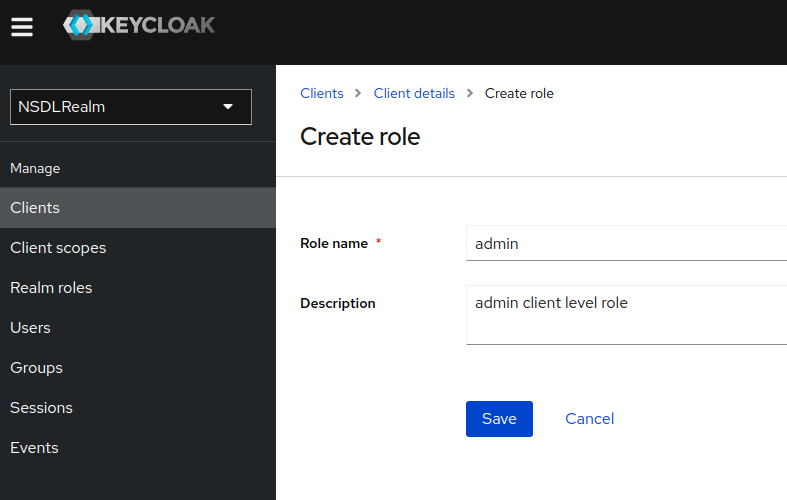 KEYCLOAK
NSDLRealm
Manage
Clients
Client scopes
Realm roles
Users
Groups
Sessions
Events
Clients > Client details > Create role
Create role
Role name *
admin
Description
admin client level role
Save Cancel